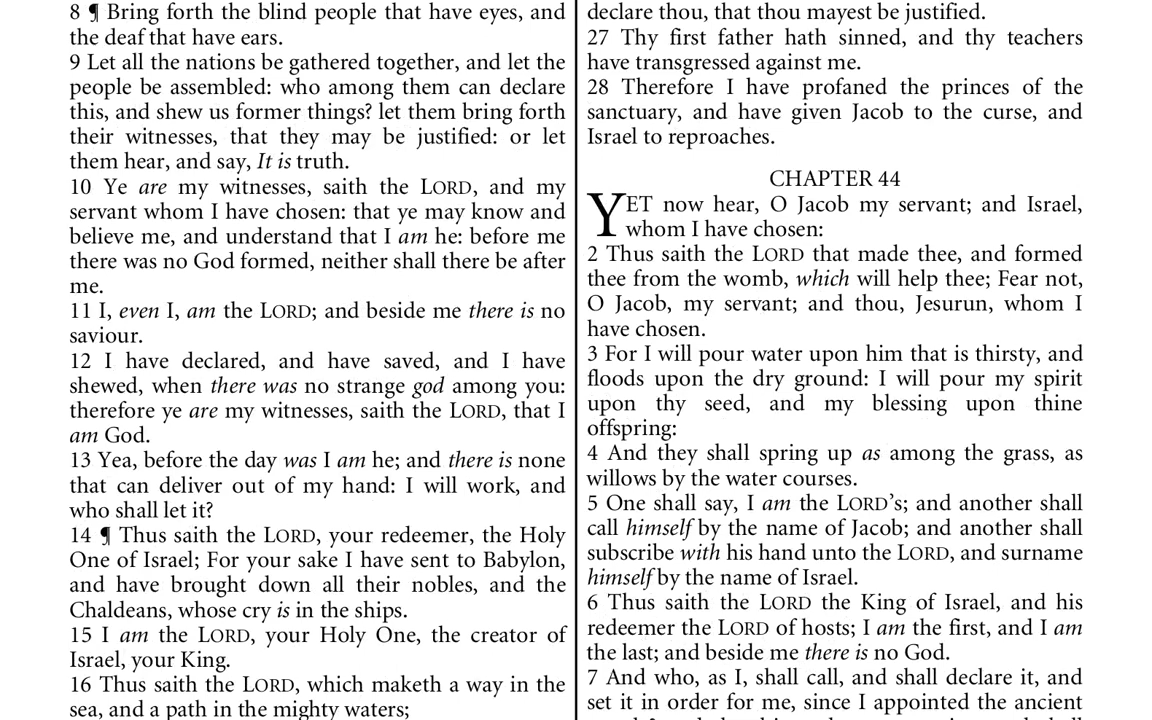 8 ¶ Bring forth the blind people that have eyes, and
the deaf that have ears.
9 Let all the nations be gathered together, and let the
people be assembled: who among them can declare
this, and shew us former things? let them bring forth
their witnesses, that they may be justified: or let
them hear, and say, It is truth.
10 Ye are my witnesses, saith the LORD, and my
servant whom I have chosen: that ye may know and
believe me, and understand that I am he: before me
there was no God formed, neither shall there be after
me.
11 I, even I, am the LORD; and beside me there is no
saviour.
12 I have declared, and have saved, and I have
shewed, when there was no strange god among you:
therefore ye are my witnesses, saith the LORD, that I
am God.
13 Yea, before the day was I am he; and there is none
that can deliver out of my hand: I will work, and
who shall let it?
14 ¶ Thus saith the LORD, your redeemer, the Holy
One of Israel; For your sake I have sent to Babylon,
and have brought down all their nobles, and the
Chaldeans, whose cry is in the ships.
15 I am the LORD, your Holy One, the creator of
Israel, your King.
16 Thus saith the LORD, which maketh a way in the
sea, and a path in the mighty waters;
declare thou, that thou mayest be justified.
27 Thy first father hath sinned, and thy teachers
have transgressed against me.
28 Therefore I have profaned the princes of the
sanctuary, and have given Jacob to the curse, and
Israel to reproaches.
CHAPTER 44
YET now hear, O Jacob my servant; and Israel,
whom I have chosen:
2 Thus saith the LORD that made thee, and formed
thee from the womb, which will help thee; Fear not,
O Jacob, my servant; and thou, Jesurun, whom I
have chosen.
3 For I will pour water upon him that is thirsty, and
floods upon the dry ground: I will pour my spirit
upon thy seed, and my blessing upon thine
offspring:
4 And they shall spring up as among the grass, as
willows by the water courses.
5 One shall say, I am the LORD's; and another shall
call himself by the name of Jacob; and another shall
subscribe with his hand unto the LORD, and surname
himself by the name of Israel.
6 Thus saith the LORD the King of Israel, and his
redeemer the LORD of hosts; I am the first, and I am
the last; and beside me there is no God.
7 And who, as I, shall call, and shall declare it, and
set it in order for me, since I appointed the ancient